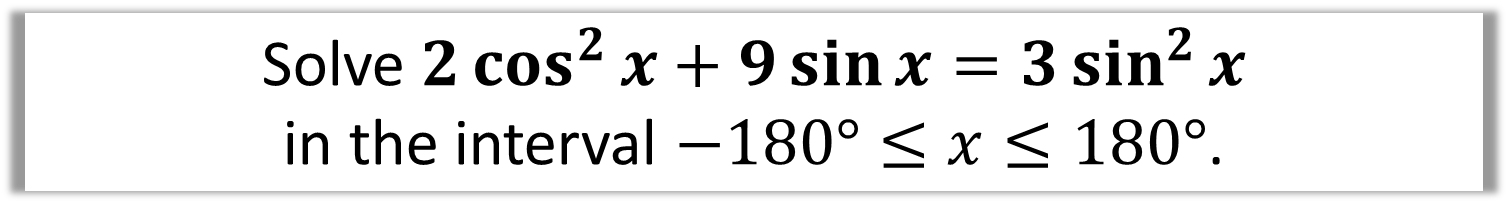 Solve 2 cos² x + 9 sin x = 3 sin² x
in the interval −180° ≤ x ≤ 180°.